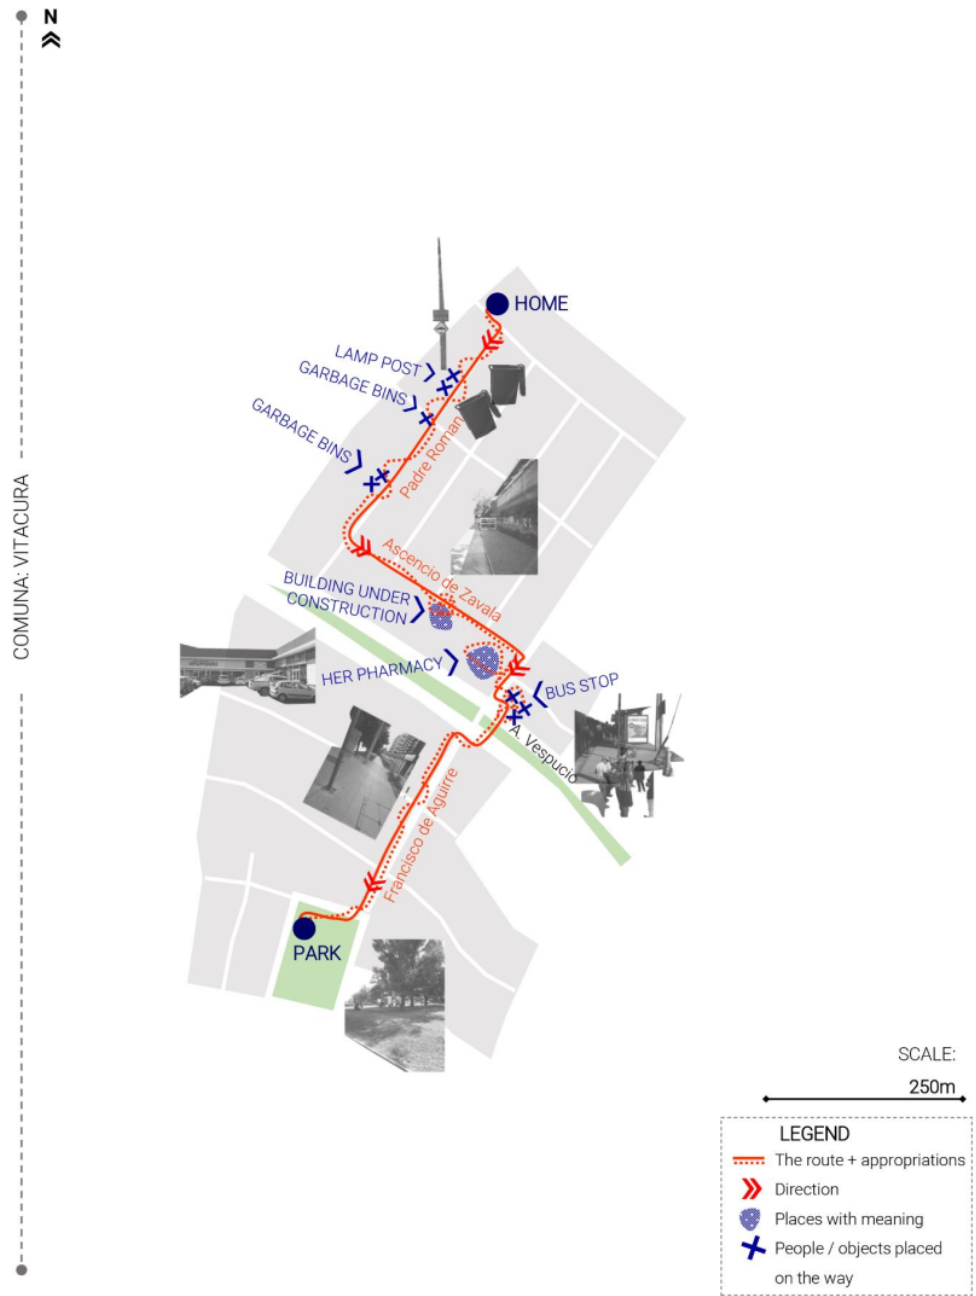 N
COMUNA: VITACURA
HOME
LAMP POST
GARBAGE BINS
GARBAGE BINS
Padre Roman
Ascencio de Zavala
BUILDING UNDER
CONSTRUCTION
HER PHARMACY
BUS STOP
A. Vespucio
Francisco de Aguirre
PARK
SCALE:
250m
LEGEND
The route + appropriations
Direction
Places with meaning
People / objects placed
on the way